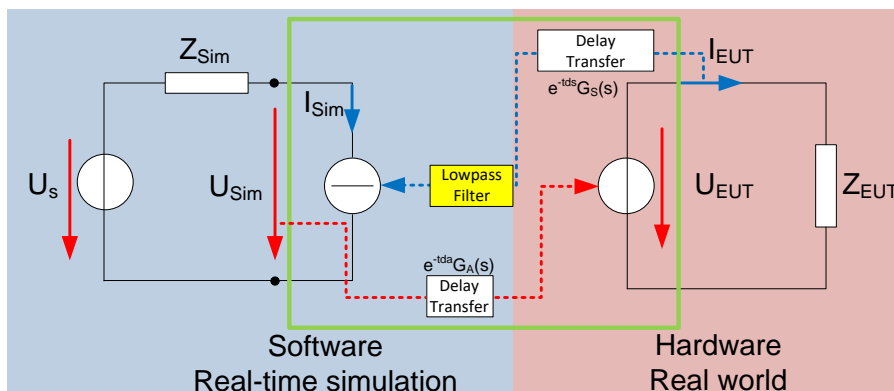 Z_Sim
Delay
Transfer
I_EUT
e^-tds G_S(s)
I_Sim
U_s
U_Sim
Lowpass
Filter
U_EUT
Z_EUT
e^-tda G_A(s)
Delay
Transfer
Software
Real-time simulation
Hardware
Real world